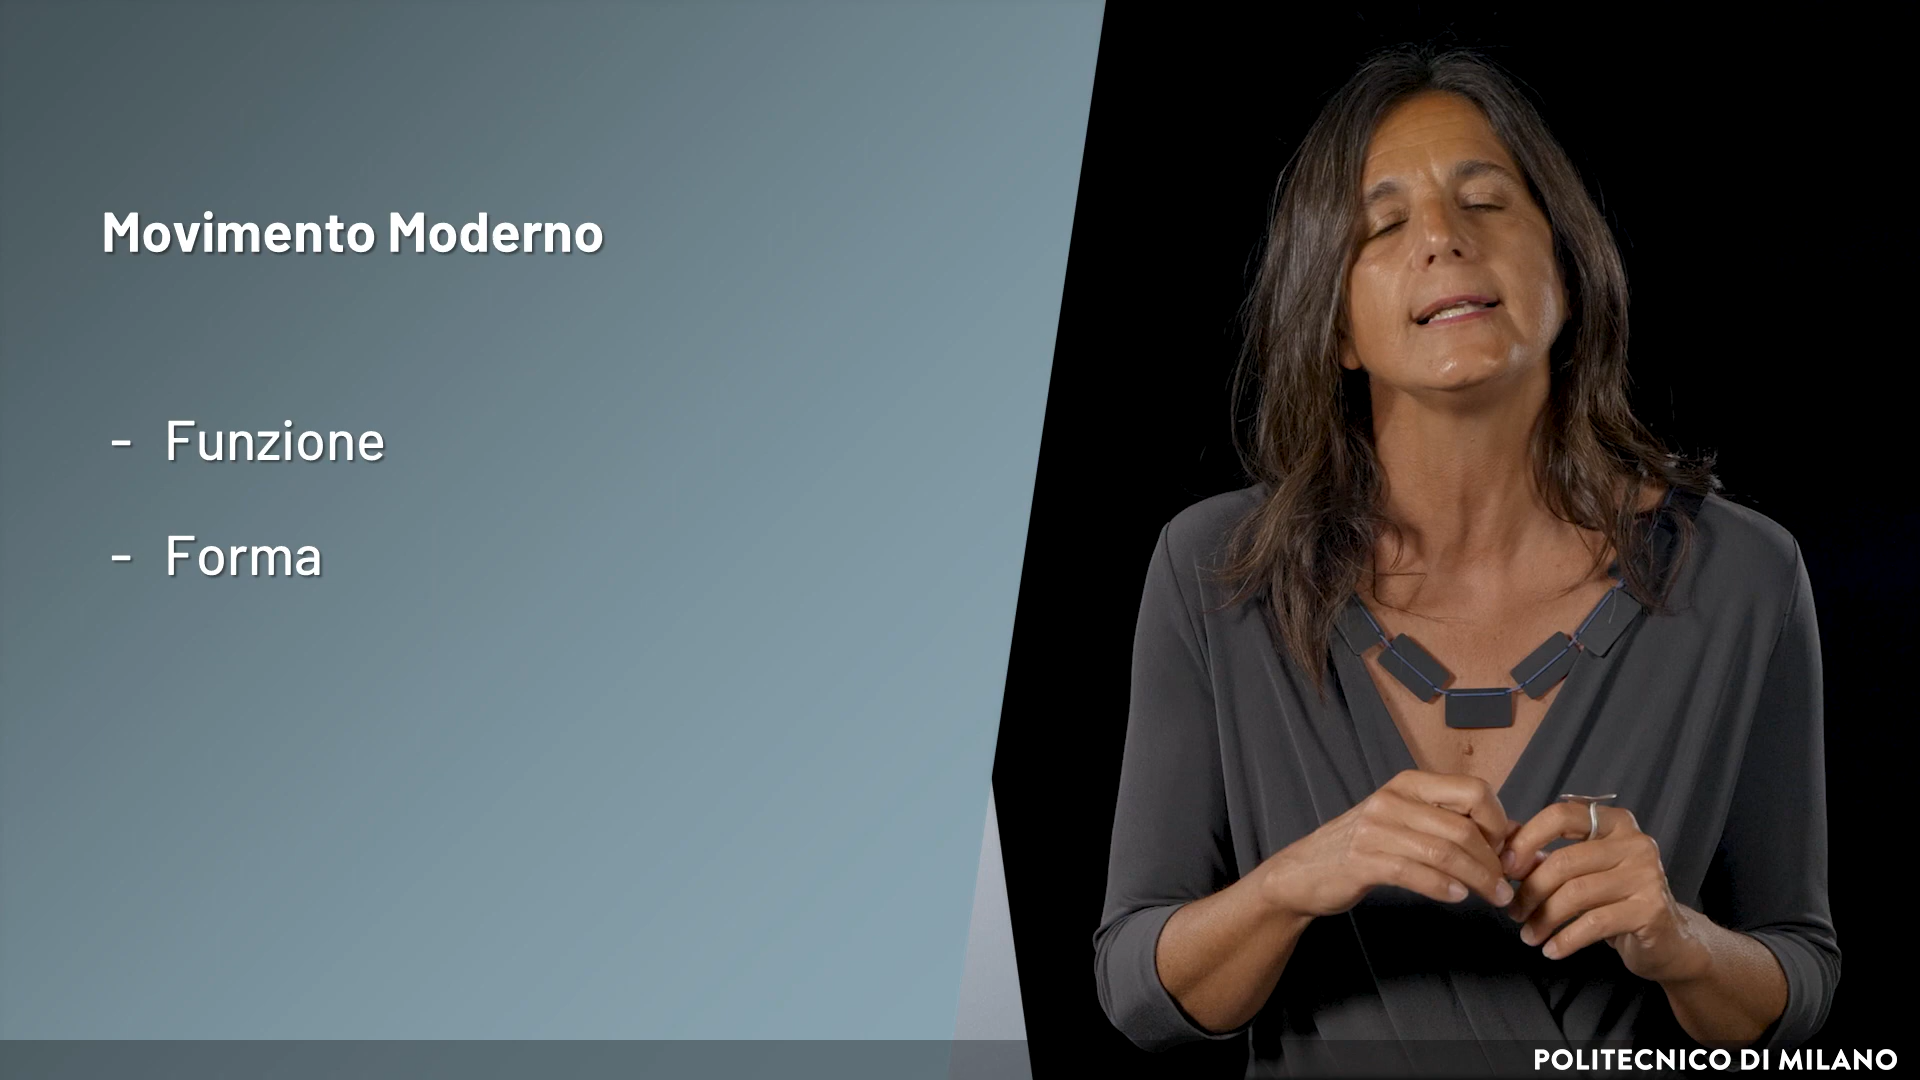 Movimento Moderno
- Funzione
- Forma
POLITECNICO DI MILANO